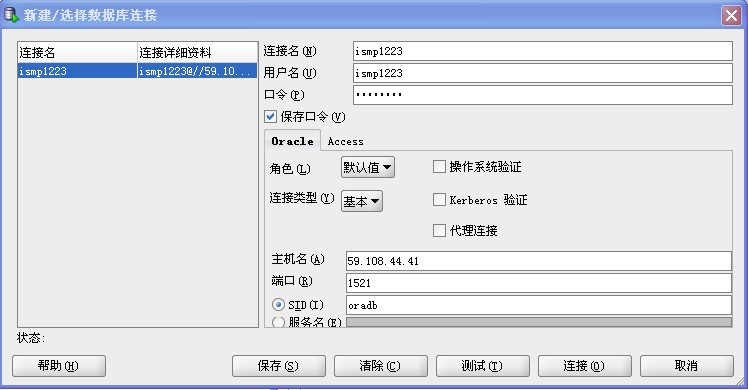 新建/选择数据库连接
连接名 连接详细资料
ismp1223 ismp1223@//59.10...
连接名(N) ismp1223
用户名(U) ismp1223
口令(P) ••••••••
保存口令(V)
Oracle Access
角色(L) 默认值 操作系统验证
连接类型(Y) 基本 Kerberos 验证
代理连接
主机名(A) 59.108.44.41
端口(R) 1521
SID(I) oradb
服务名(E)
状态:
帮助(H) 保存(S) 清除(C) 测试(T) 连接(O) 取消